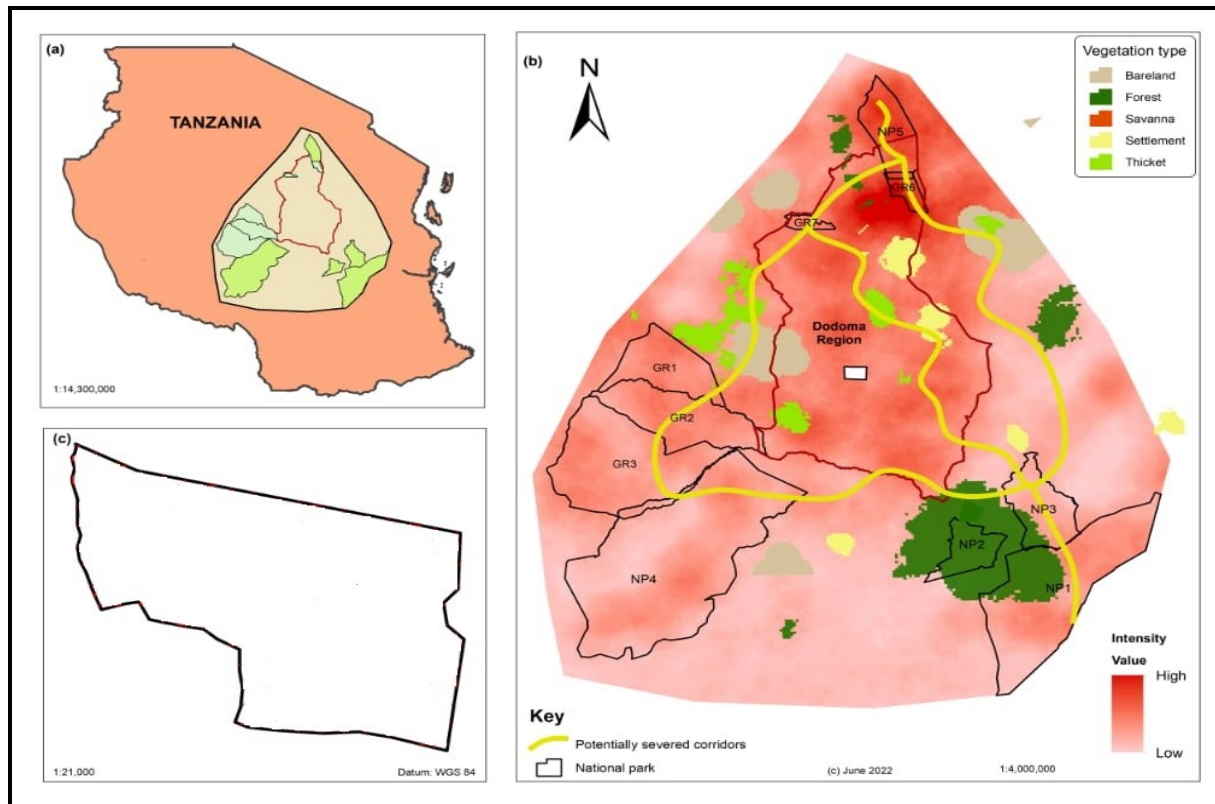 (a)
TANZANIA
1:14,300,000
(b)
N
Vegetation type
Bareland
Forest
Savanna
Settlement
Thicket
NP5
GR6
GR7
Dodoma
Region
GR1
GR2
GR3
NP3
NP2
NP4
NP1
Intensity
Value
High
Low
Key
Potentially severed corridors
National park
(c) June 2022
1:4,000,000
(c)
1:21,000
Datum: WGS 84